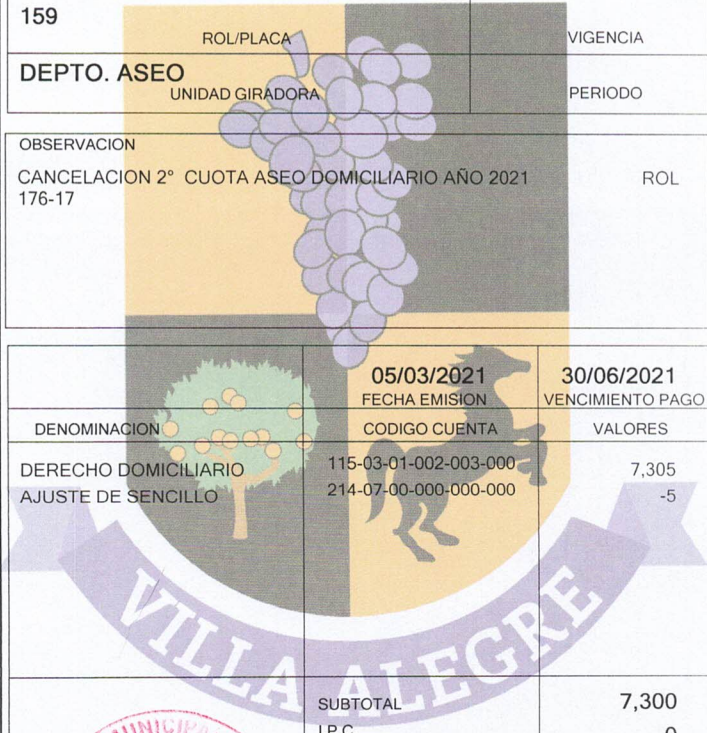 159
ROL/PLACA VIGENCIA
DEPTO. ASEO
UNIDAD GIRADORA PERIODO
OBSERVACION
CANCELACION 2° CUOTA ASEO DOMICILIARIO AÑO 2021 ROL
176-17
05/03/2021 30/06/2021
FECHA EMISION VENCIMIENTO PAGO
DENOMINACION CODIGO CUENTA VALORES
DERECHO DOMICILIARIO 115-03-01-002-003-000 7,305
AJUSTE DE SENCILLO 214-07-00-000-000-000 -5
VILLA ALEGRE
SUBTOTAL 7,300
I.P.C. 0